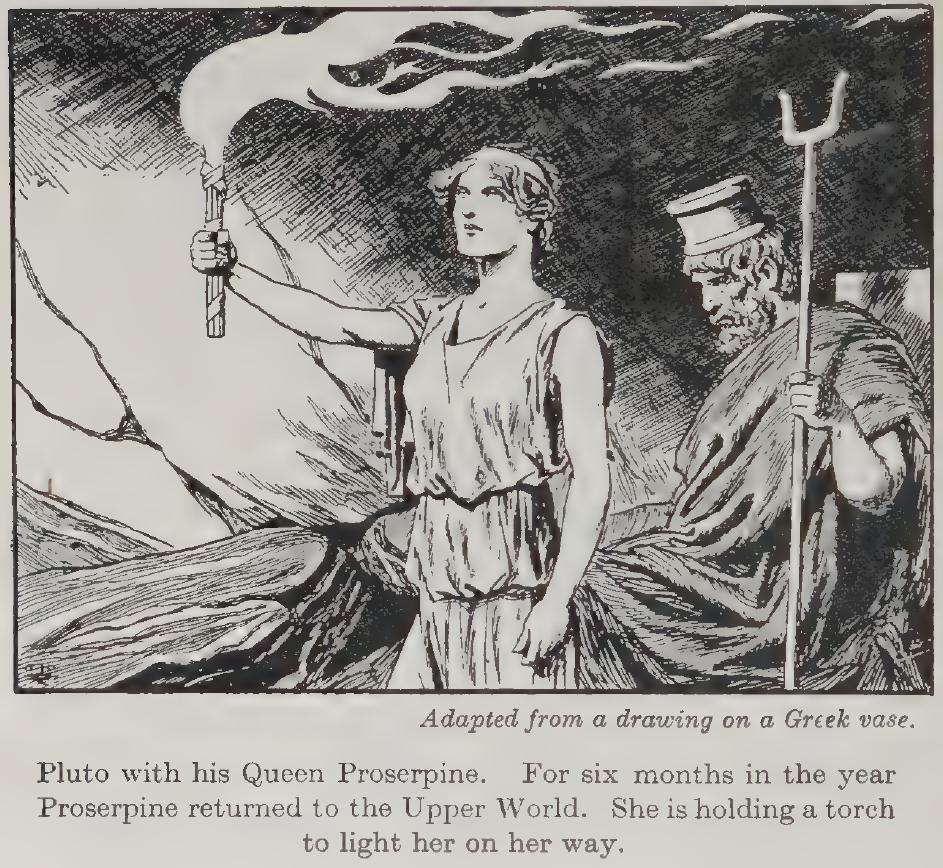 Adapted from a drawing on a Greek vase.
Pluto with his Queen Proserpine. For six months in the year
Proserpine returned to the Upper World. She is holding a torch
to light her on her way.